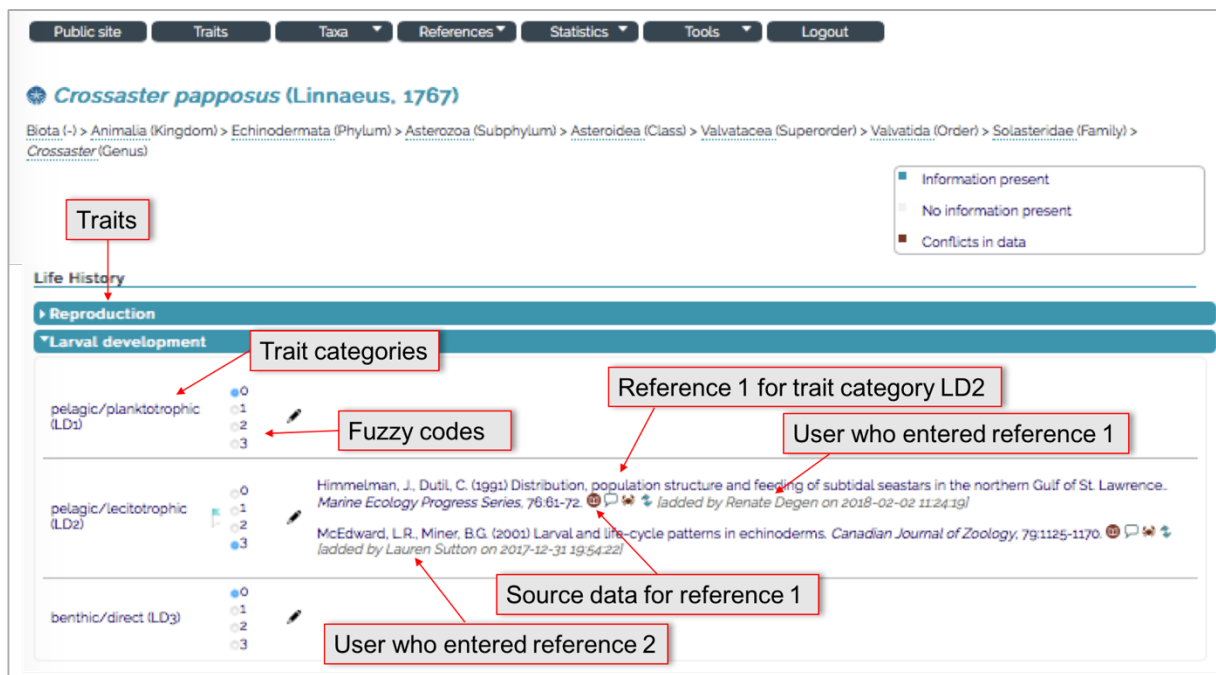 Public site Traits Taxa References Statistics Tools Logout
Crossaster papposus (Linnaeus, 1767)
Biota (-) > Animalia (Kingdom) > Echinodermata (Phylum) > Asterozoa (Subphylum) > Asteroidea (Class) > Valvatacea (Superorder) > Valvatida (Order) > Solasteridae (Family) >
Crossaster (Genus)
Information present
No information present
Conflicts in data
Traits
Life History
Reproduction
Larval development
Trait categories
pelagic/planktotrophic
(LD1)
0
1
2
3
Fuzzy codes
Reference 1 for trait category LD2
User who entered reference 1
pelagic/lecitotrophic
(LD2)
0
1
2
3
Himmelman, J., Dutil, C. (1991) Distribution, population structure and feeding of subtidal seastars in the northern Gulf of St. Lawrence..
Marine Ecology Progress Series, 76:61-72. [added by Renate Degen on 2018-02-02 11:24:19]
McEdward, L.R., Miner, B.G. (2001) Larval and life-cycle patterns in echinoderms. Canadian Journal of Zoology, 79:1125-1170.
[added by Lauren Sutton on 2017-12-31 19:54:22]
Source data for reference 1
benthic/direct (LD3)
0
1
2
3
User who entered reference 2